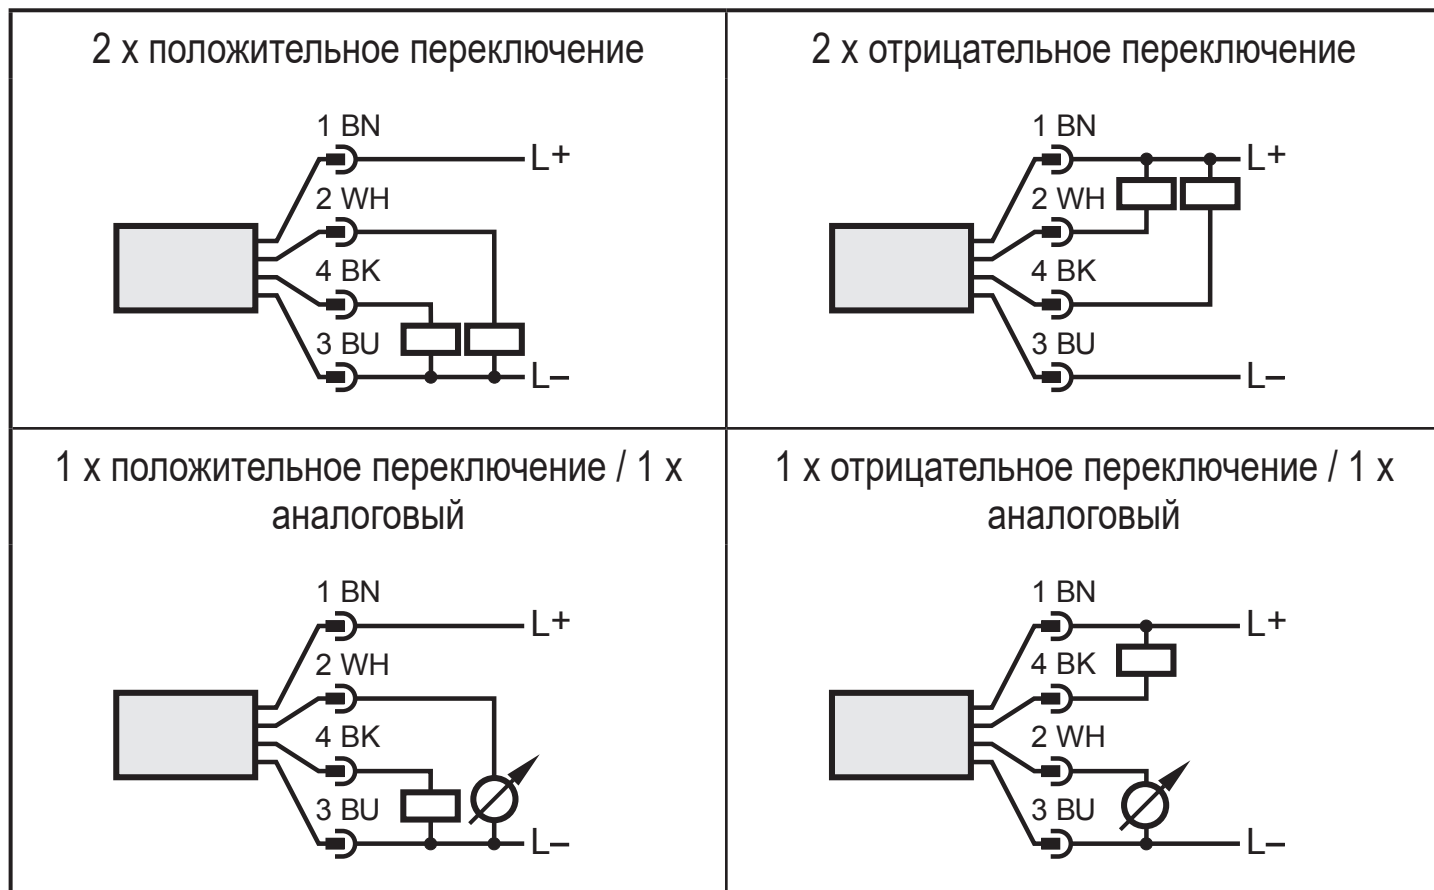 2 x положительное переключение
1 BN
L+
2 WH
4 BK
3 BU
L–
2 x отрицательное переключение
1 BN
L+
2 WH
4 BK
3 BU
L–
1 x положительное переключение / 1 x
аналоговый
1 BN
L+
2 WH
4 BK
3 BU
L–
1 x отрицательное переключение / 1 x
аналоговый
1 BN
L+
4 BK
2 WH
3 BU
L–